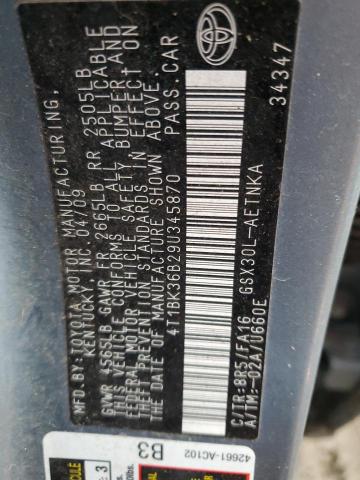 MFD.BY:TOYOTA MOTOR MANUFACTURING,
KENTUCKY, INC. 04/09
GVWR 4565LB GAWR FR 2665LB RR 2505LB
THIS VEHICLE CONFORMS TO ALL APPLICABLE
FEDERAL MOTOR VEHICLE SAFETY, BUMPER AND
THEFT PREVENTION STANDARDS IN EFFECT ON
THE DATE OF MANUFACTURE SHOWN ABOVE.
4T1BK36B29U345870 PASS.CAR
C/TR:8R5/FA16 GSX30L-AETNKA
A/TM:-02A/U660E 34347
42661-AC102
B3